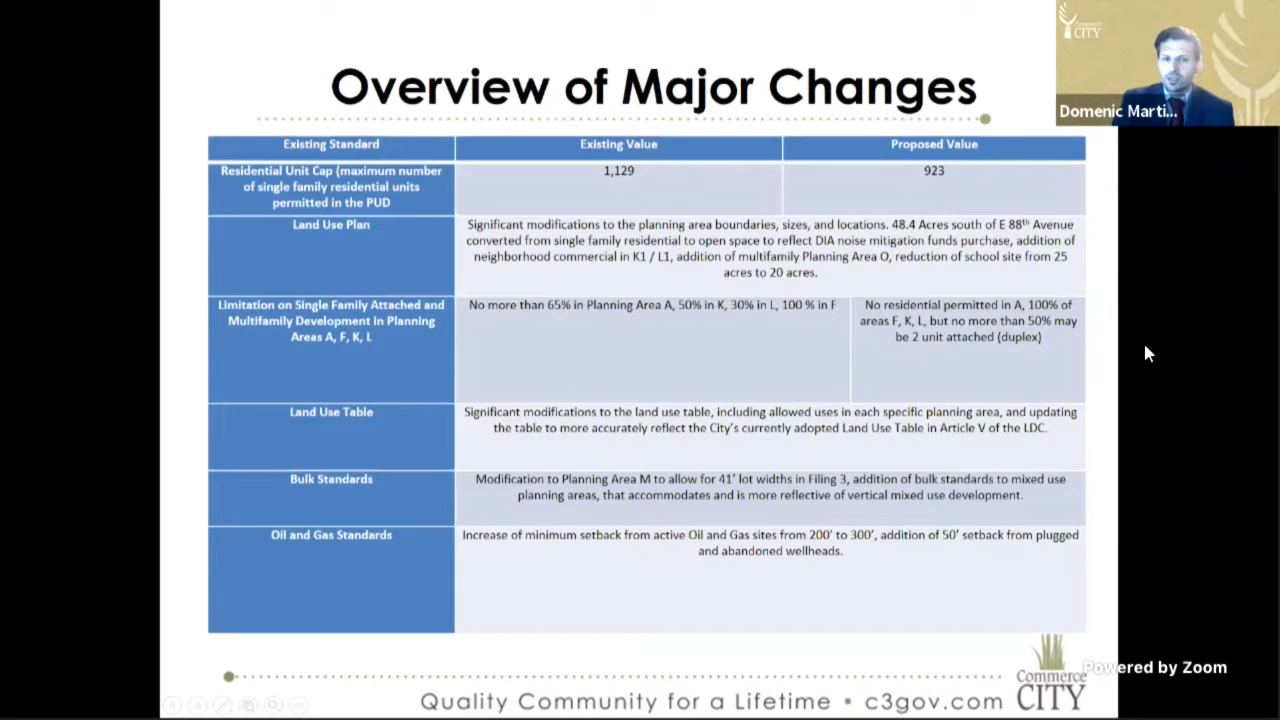 Overview of Major Changes
Commerce
CITY
Domenic Marti...
Existing Standard
Existing Value
Proposed Value
Residential Unit Cap (maximum number
of single family residential units
permitted in the PUD
1,129
923
Land Use Plan
Significant modifications to the planning area boundaries, sizes, and locations. 48.4 Acres south of E 88th Avenue
converted from single family residential to open space to reflect DIA noise mitigation funds purchase, addition of
neighborhood commercial in K1 / L1, addition of multifamily Planning Area O, reduction of school site from 25
acres to 20 acres.
Limitation on Single Family Attached and
Multifamily Development in Planning
Areas A, F, K, L
No more than 65% in Planning Area A, 50% in K, 30% in L, 100 % in F
No residential permitted in A, 100% of
areas F, K, L, but no more than 50% may
be 2 unit attached (duplex)
Land Use Table
Significant modifications to the land use table, including allowed uses in each specific planning area, and updating
the table to more accurately reflect the City's currently adopted Land Use Table in Article V of the LDC.
Bulk Standards
Modification to Planning Area M to allow for 41' lot widths in Filing 3, addition of bulk standards to mixed use
planning areas, that accommodates and is more reflective of vertical mixed use development.
Oil and Gas Standards
Increase of minimum setback from active Oil and Gas sites from 200' to 300', addition of 50' setback from plugged
and abandoned wellheads.
Quality Community for a Lifetime • c3gov.com
Commerce
CITY
Powered by Zoom